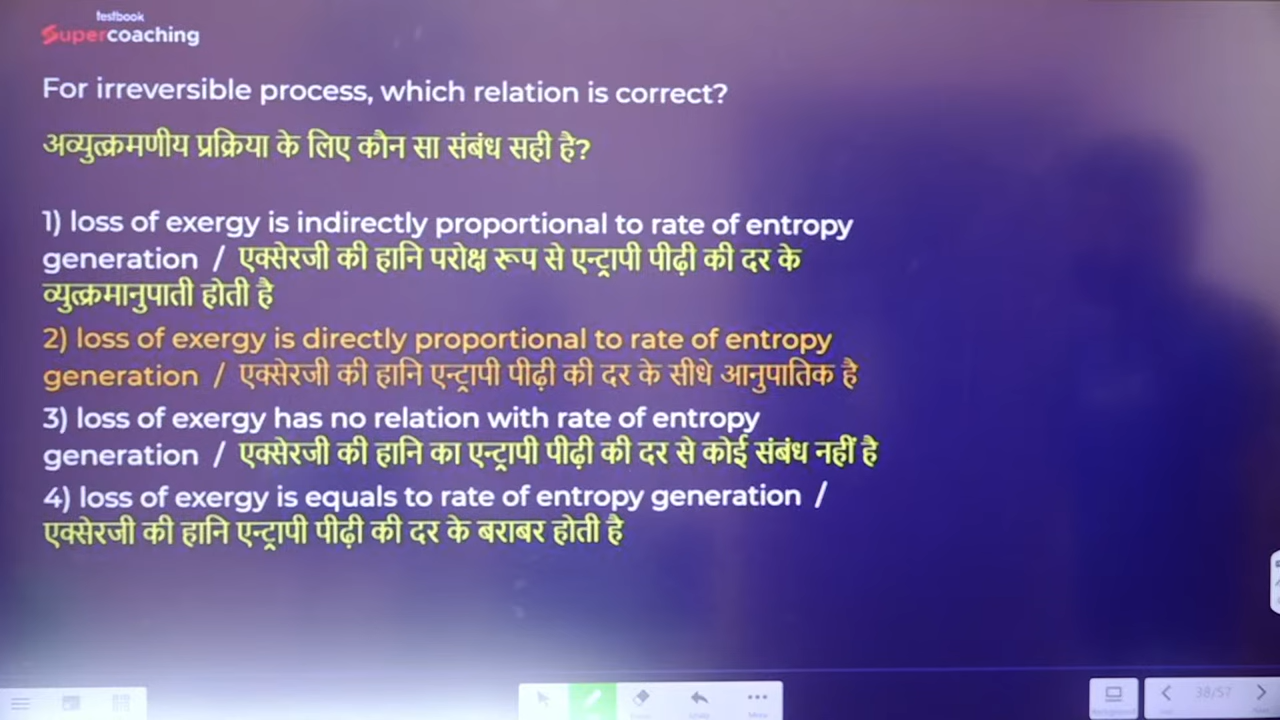 testbook
Supercoaching
For irreversible process, which relation is correct?
अव्युत्क्रमणीय प्रक्रिया के लिए कौन सा संबंध सही है?
1) loss of exergy is indirectly proportional to rate of entropy
generation / एक्सेरजी की हानि परोक्ष रूप से एन्ट्रापी पीढ़ी की दर के
व्युत्क्रमानुपाती होती है
2) loss of exergy is directly proportional to rate of entropy
generation / एक्सेरजी की हानि एन्ट्रापी पीढ़ी की दर के सीधे आनुपातिक है
3) loss of exergy has no relation with rate of entropy
generation / एक्सेरजी की हानि का एन्ट्रापी पीढ़ी की दर से कोई संबंध नहीं है
4) loss of exergy is equals to rate of entropy generation /
एक्सेरजी की हानि एन्ट्रापी पीढ़ी की दर के बराबर होती है
38/57